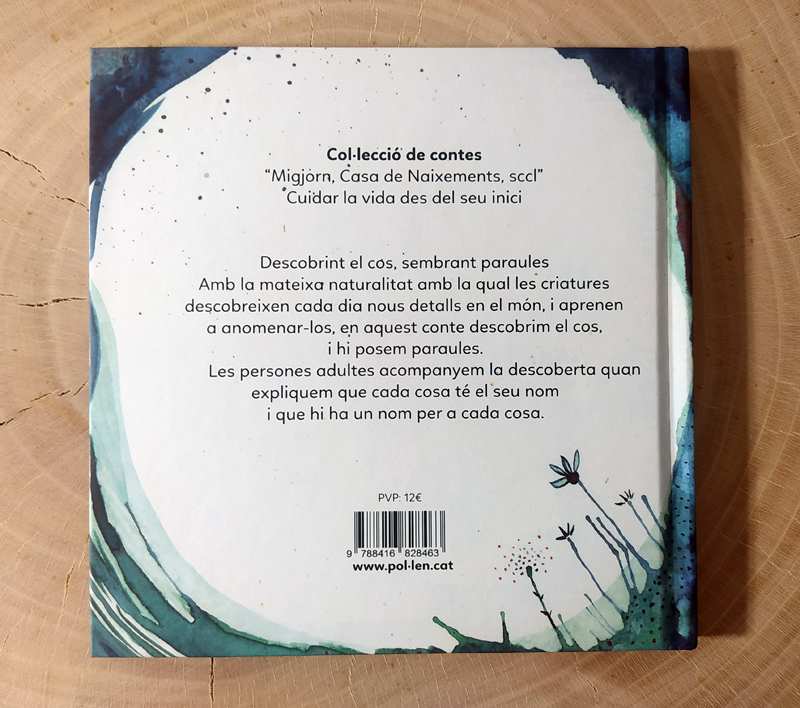 Col·lecció de contes
"Migjorn, Casa de Naixements, sccl"
Cuidar la vida des del seu inici
Descobrint el cos, sembrant paraules
Amb la mateixa naturalitat amb la qual les criatures
descobreixen cada dia nous detalls en el món, i aprenen
a anomenar-los, en aquest conte descobrim el cos,
i hi posem paraules.
Les persones adultes acompanyem la descoberta quan
expliquem que cada cosa té el seu nom
i que hi ha un nom per a cada cosa.
PVP: 12€
9 788416 828463
www.pol·len.cat